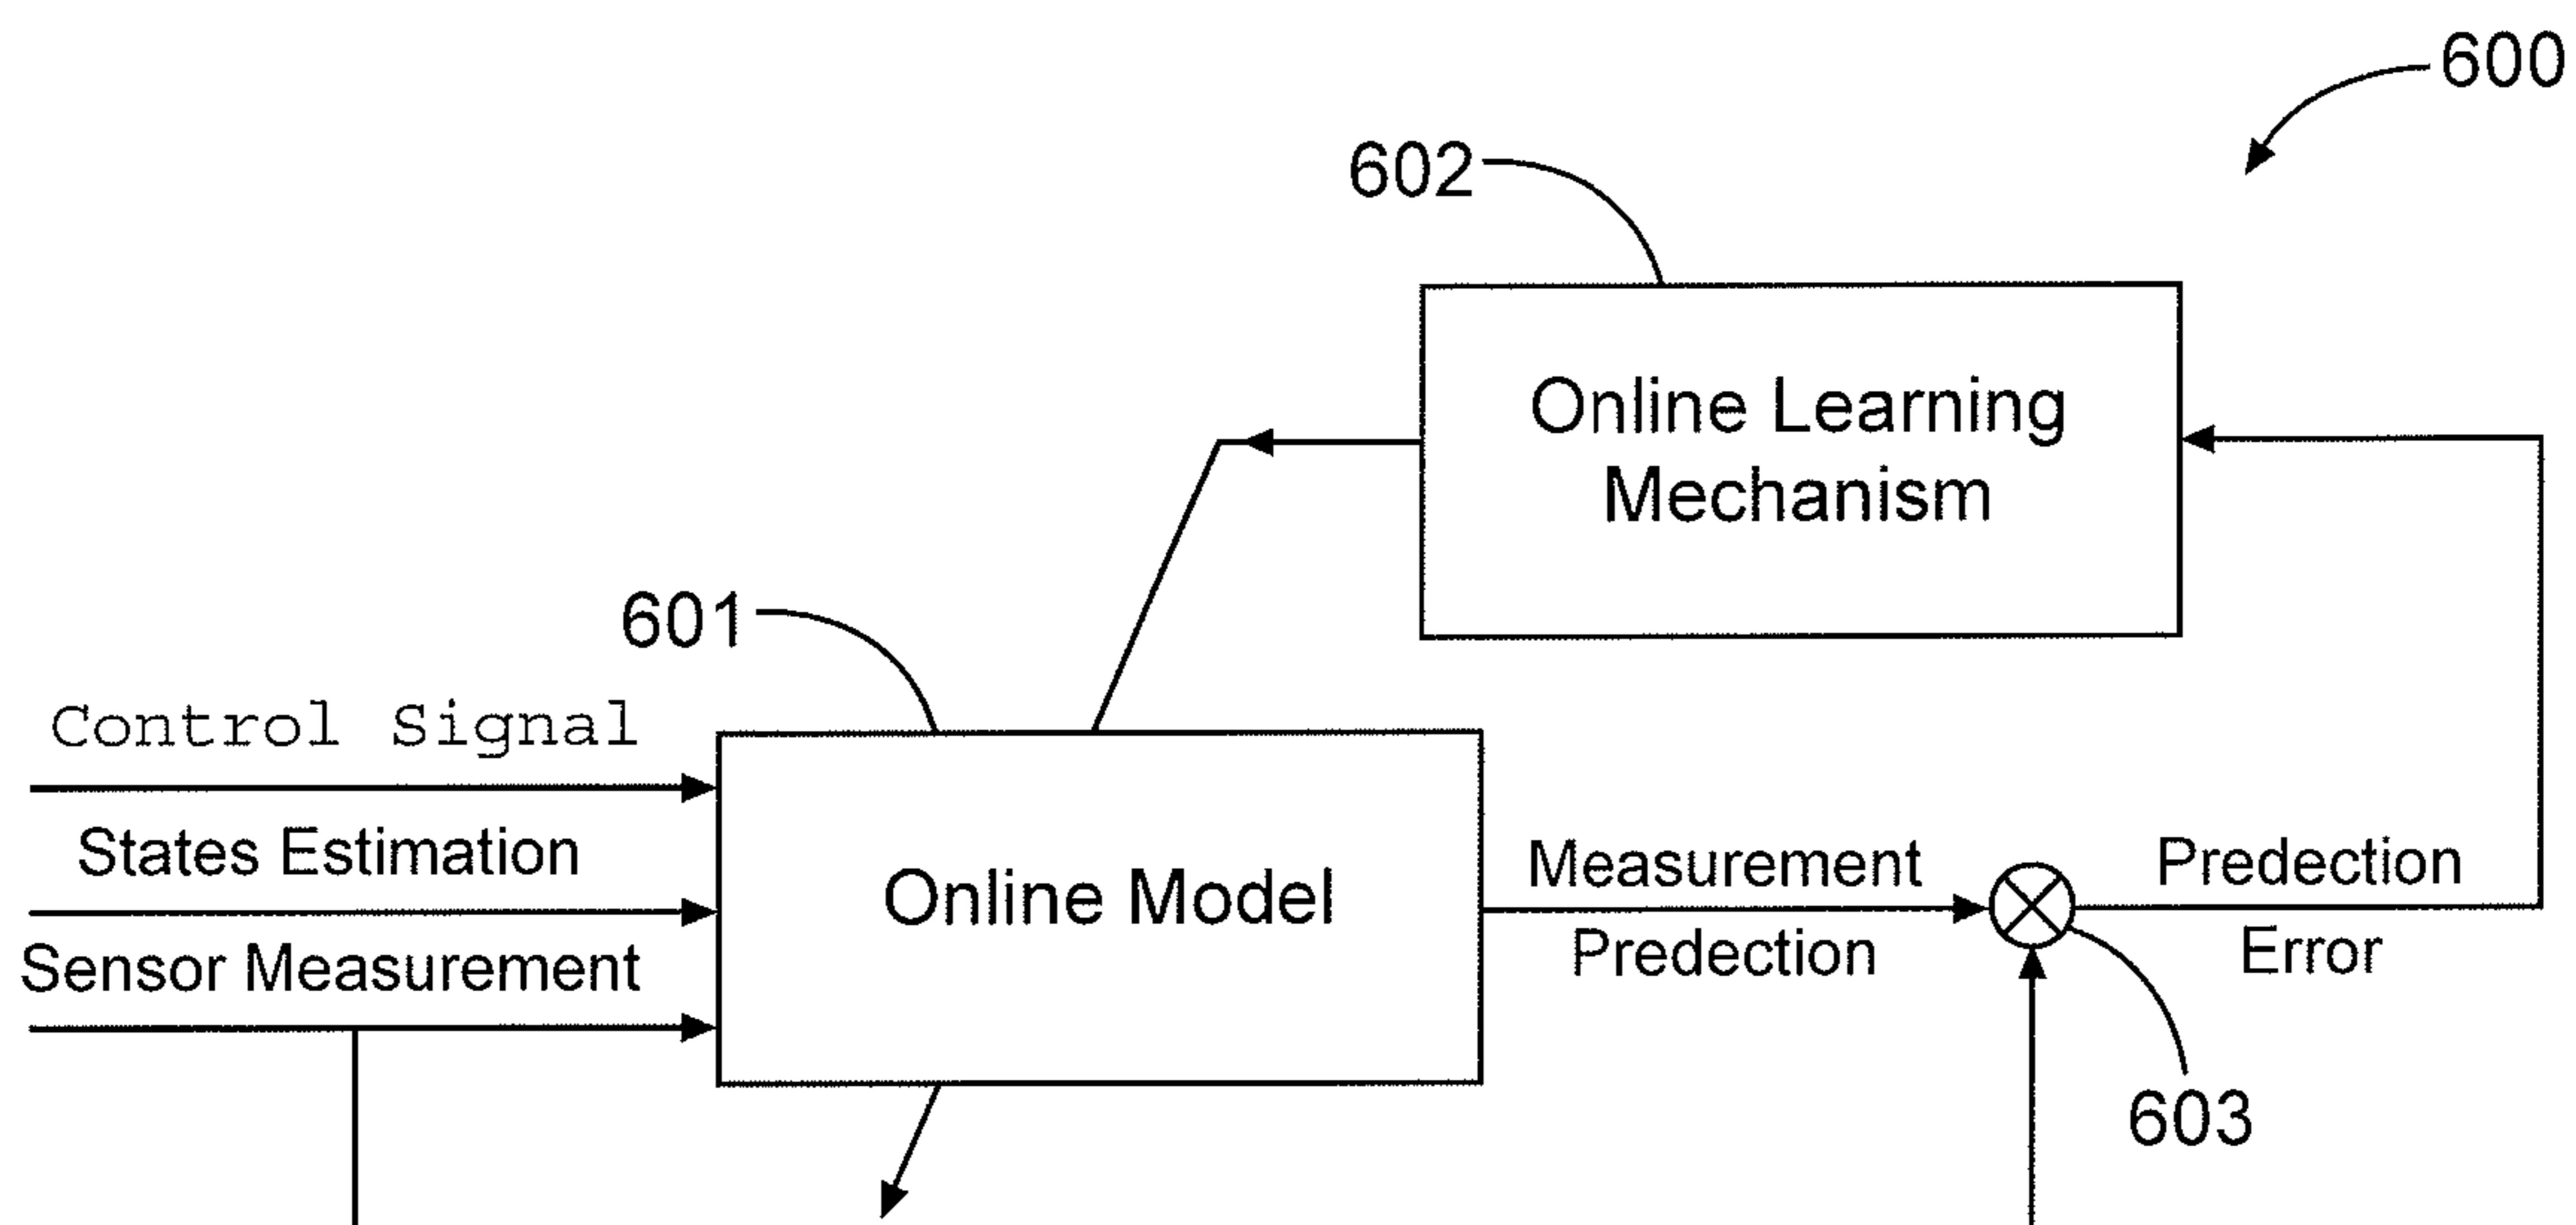 600
602
Online Learning
Mechanism
601
Control Signal
States Estimation
Sensor Measurement
Online Model
Measurement
Predection
Predection
Error
603